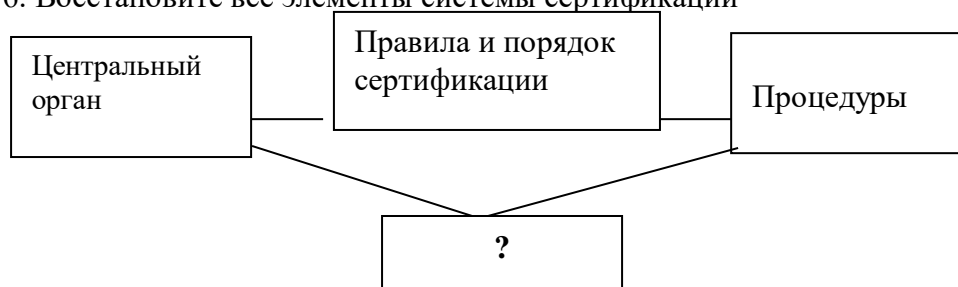 6. Восстановите все элементы системы сертификации
Правила и порядок
сертификации
Центральный
орган
Процедуры
?